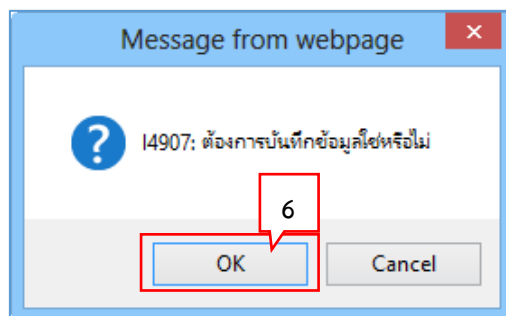 Message from webpage
I4907: ต้องการบันทึกข้อมูลใช่หรือไม่
6
OK
Cancel